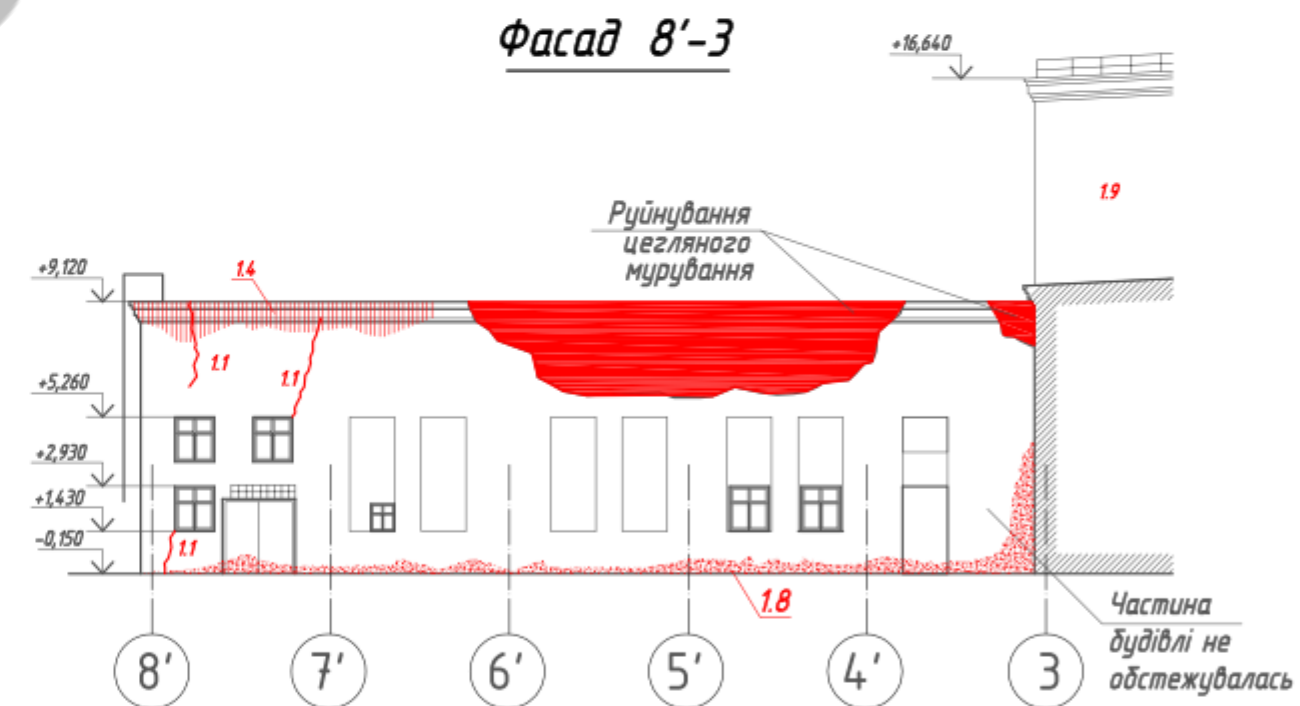 Фасад 8'-3
+16,640
1.9
Руйнування
цегляного
мурування
+9,120
1.4
1.1
1.1
+5,260
+2,930
+1,430
-0,150
1.1
1.8
Частина
будівлі не
обстежувалась
8' 7' 6' 5' 4' 3